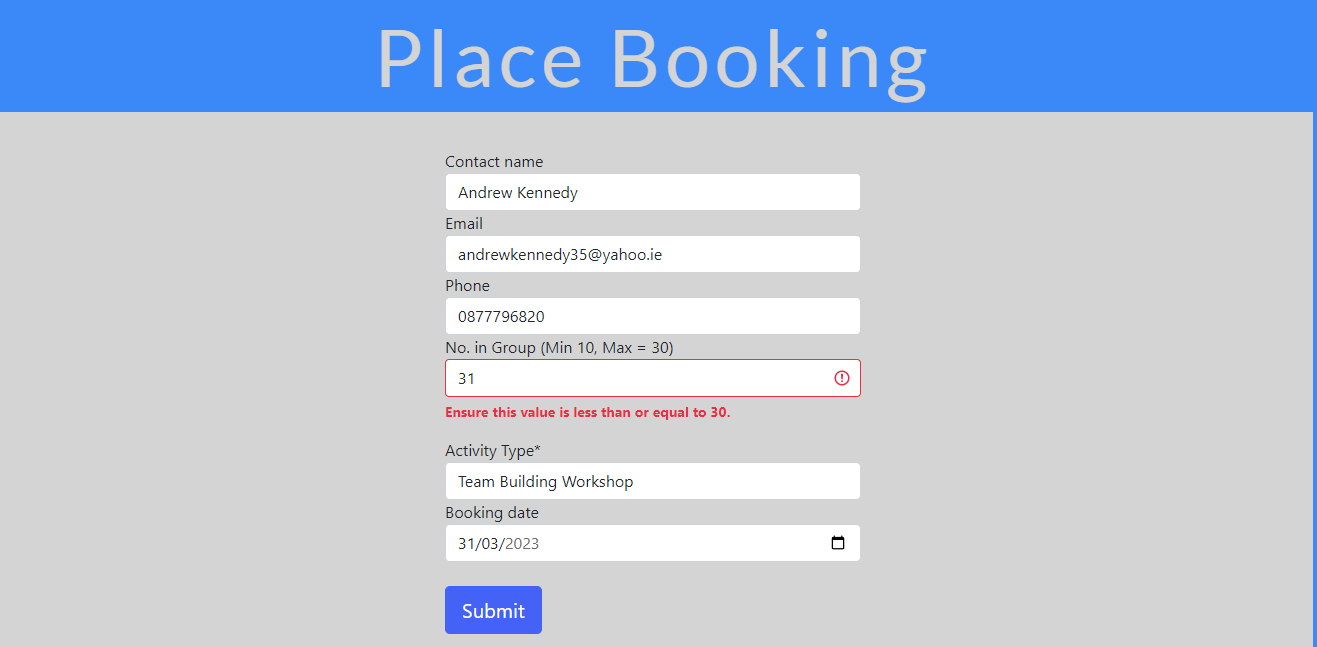 Place Booking
Contact name
Andrew Kennedy
Email
andrewkennedy35@yahoo.ie
Phone
0877796820
No. in Group (Min 10, Max = 30)
31
Ensure this value is less than or equal to 30.
Activity Type*
Team Building Workshop
Booking date
31/03/2023
Submit